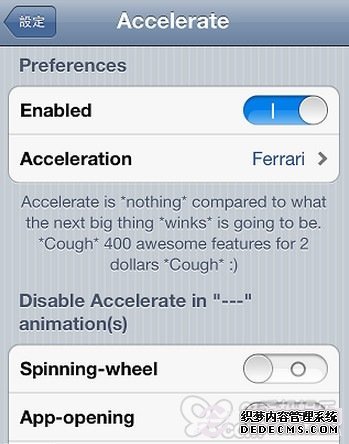 設定
Accelerate
Preferences
Enabled
Acceleration Ferrari
Accelerate is *nothing* compared to what
the next big thing *winks* is going to be.
*Cough* 400 awesome features for 2
dollars *Cough* :)
Disable Accelerate in "---"
animation(s)
Spinning-wheel
App-opening
织梦内容管理系统
DEDECMS.COM